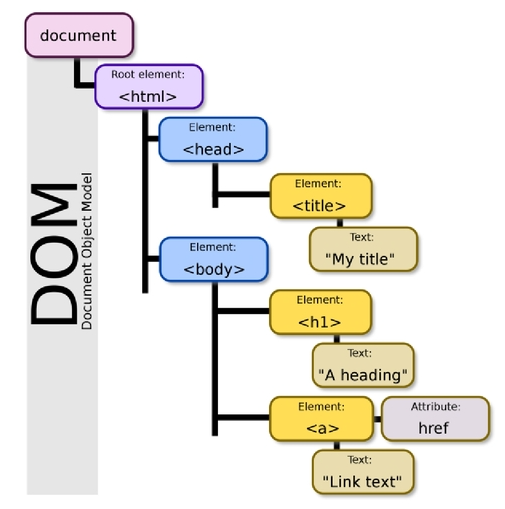 document
Root element:
<html>
Element:
<head>
Element:
<title>
Text:
"My title"
Element:
<body>
Element:
<h1>
Text:
"A heading"
Element:
<a>
Attribute:
href
Text:
"Link text"
DOM
Document Object Model